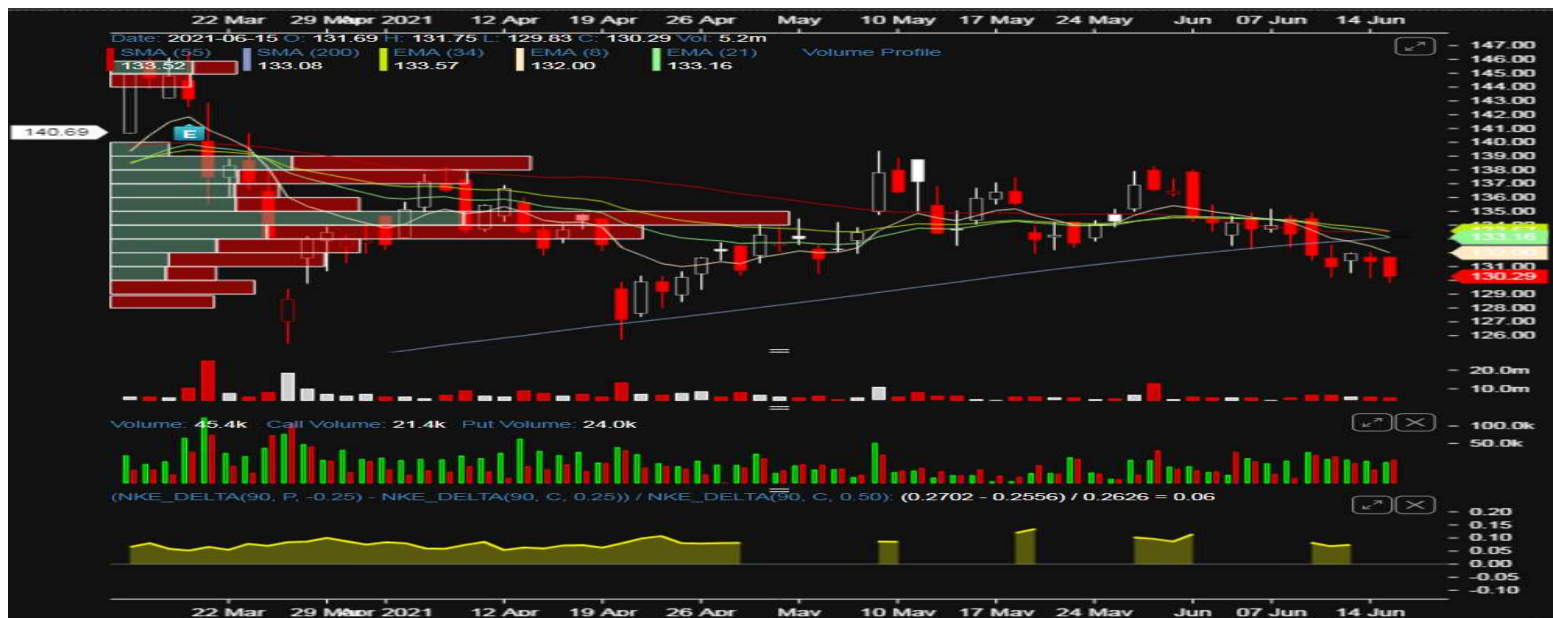 22 Mar 29 Mar Apr 2021 12 Apr 19 Apr 26 Apr May 10 May 17 May 24 May Jun 07 Jun 14 Jun
Date: 2021-06-15 O: 131.69 H: 131.75 L: 129.83 C: 130.29 Vol: 5.2m
SMA (55) SMA (200) EMA (34) EMA (8) EMA (21) Volume Profile
133.52 133.08 133.57 132.00 133.16
147.00
146.00
145.00
144.00
143.00
142.00
141.00
140.69
E
140.00
139.00
138.00
137.00
136.00
135.00
133.16
131.00
130.29
129.00
128.00
127.00
126.00
20.0m
10.0m
Volume: 45.4k Call Volume: 21.4k Put Volume: 24.0k
100.0k
50.0k
(NKE_DELTA(90, P, -0.25) - NKE_DELTA(90, C, 0.25)) / NKE_DELTA(90, C, 0.50): (0.2702 - 0.2556) / 0.2626 = 0.06
0.20
0.15
0.10
0.05
0.00
-0.05
-0.10
22 Mar 29 Mar Apr 2021 12 Apr 19 Apr 26 Apr May 10 May 17 May 24 May Jun 07 Jun 14 Jun